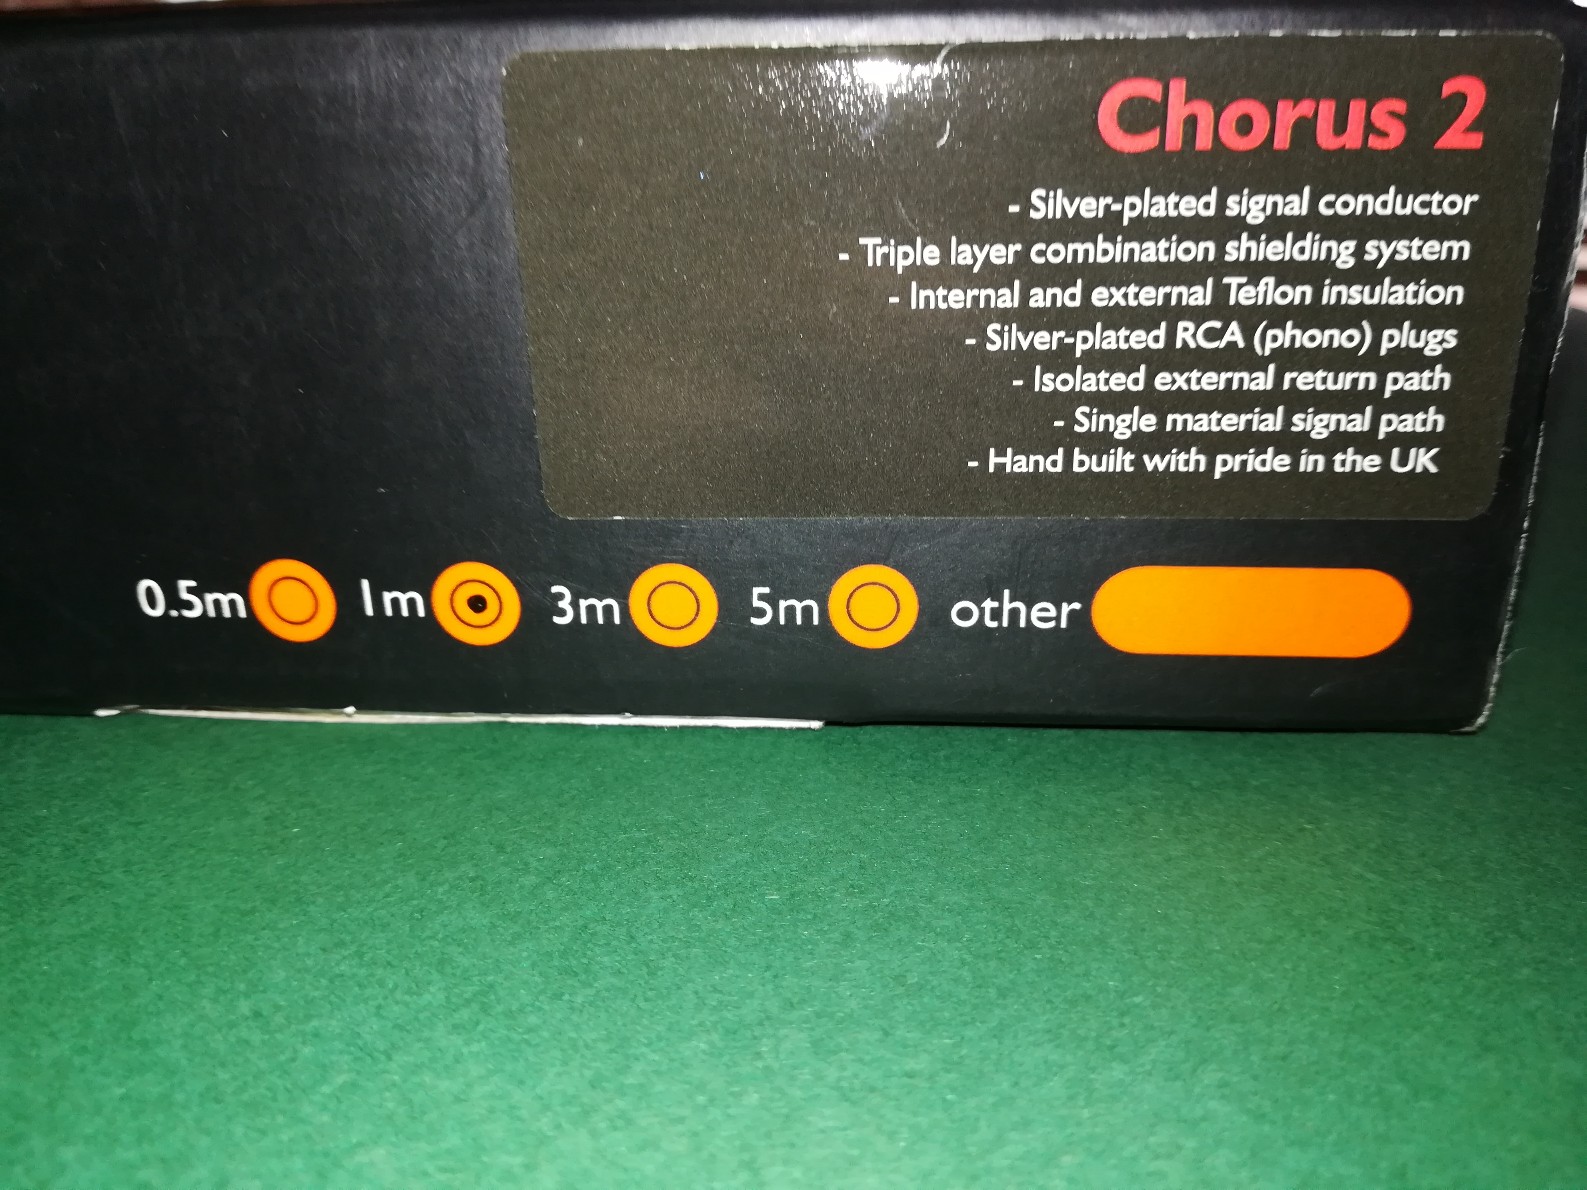 Chorus 2
- Silver-plated signal conductor
- Triple layer combination shielding system
- Internal and external Teflon insulation
- Silver-plated RCA (phono) plugs
- Isolated external return path
- Single material signal path
- Hand built with pride in the UK
0.5m 1m 3m 5m other